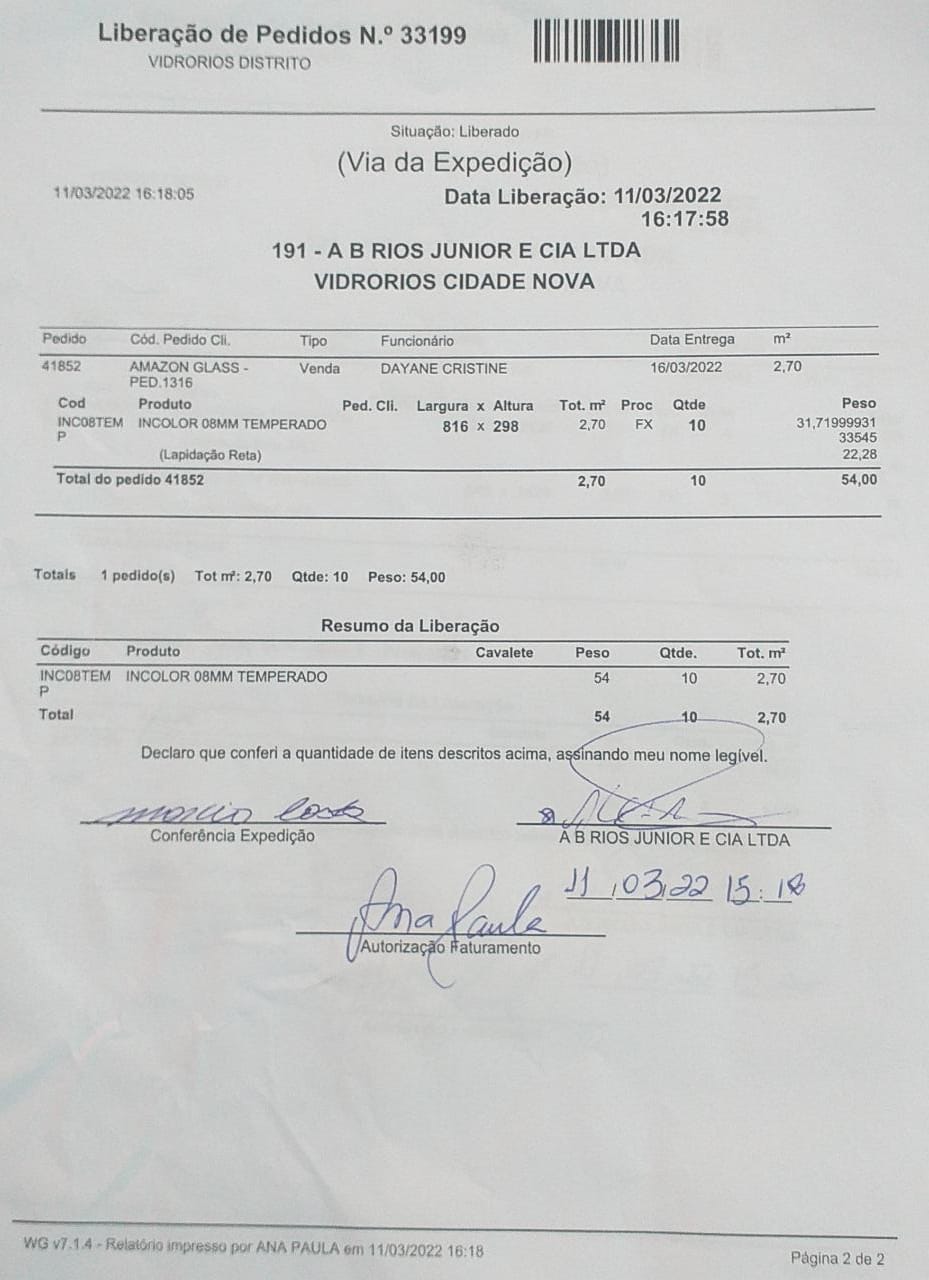 Liberação de Pedidos N.º 33199
VIDRORIOS DISTRITO
Situação: Liberado
(Via da Expedição)
11/03/2022 16:18:05
Data Liberação: 11/03/2022
16:17:58
191 - A B RIOS JUNIOR E CIA LTDA
VIDRORIOS CIDADE NOVA
Pedido Cód. Pedido Cli. Tipo Funcionário Data Entrega m²
41852 AMAZON GLASS - Venda DAYANE CRISTINE 16/03/2022 2,70
PED.1316
Cod Produto Ped. Cli. Largura x Altura Tot. m² Proc Qtde Peso
INC08TEM INCOLOR 08MM TEMPERADO 816 x 298 2,70 FX 10 31,71999931
P 33545
(Lapidação Reta) 22,28
Total do pedido 41852 2,70 10 54,00
Totais 1 pedido(s) Tot m²: 2,70 Qtde: 10 Peso: 54,00
Resumo da Liberação
Código Produto Cavalete Peso Qtde. Tot. m²
INC08TEM INCOLOR 08MM TEMPERADO 54 10 2,70
P
Total 54 10 2,70
Declaro que conferi a quantidade de itens descritos acima, assinando meu nome legível.
marcio costa
Conferência Expedição A B RIOS JUNIOR E CIA LTDA
11/03/22 15:18
Ana Paula
Autorização Faturamento
WG v7.1.4 - Relatório impresso por ANA PAULA em 11/03/2022 16:18
Página 2 de 2